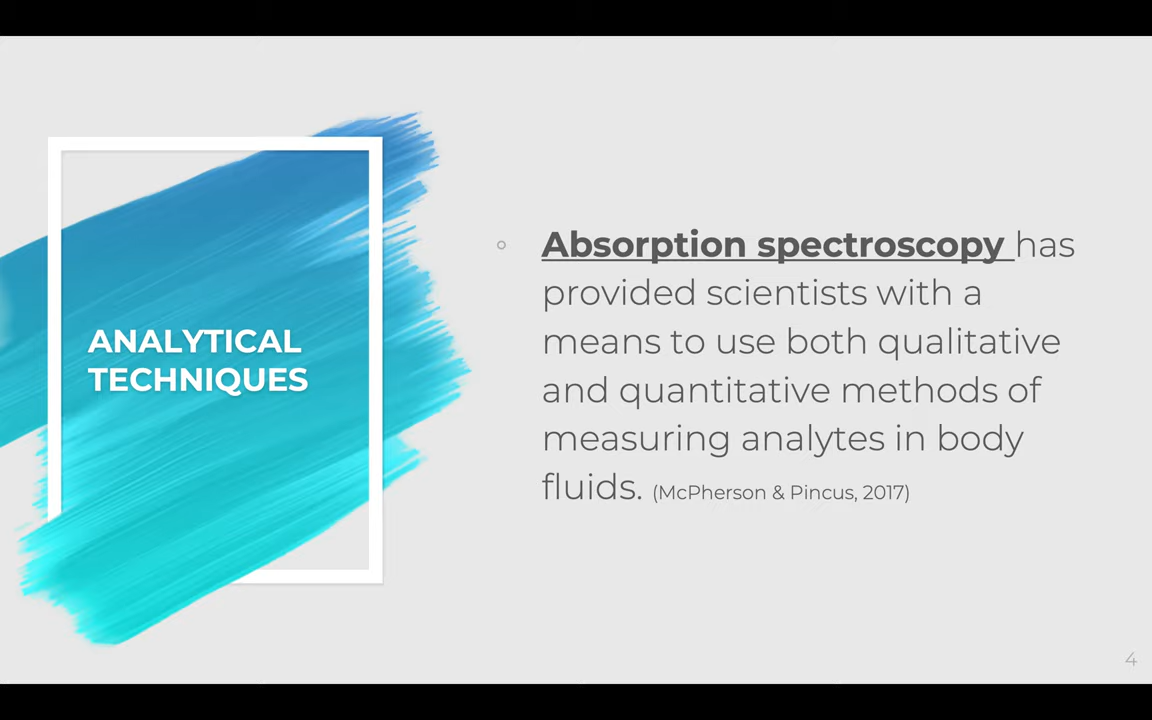 ANALYTICAL
TECHNIQUES
◦ Absorption spectroscopy has
provided scientists with a
means to use both qualitative
and quantitative methods of
measuring analytes in body
fluids. (McPherson & Pincus, 2017)
4